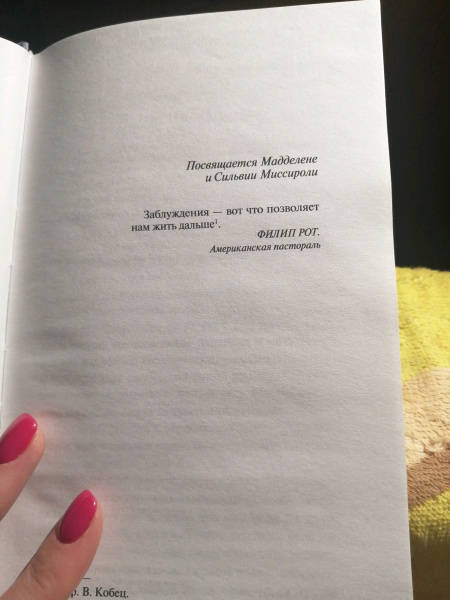 Посвящается Мадделене
и Сильвии Миссироли
Заблуждения — вот что позволяет
нам жить дальше¹.
ФИЛИП РОТ.
Американская пастораль
В. Кобец.